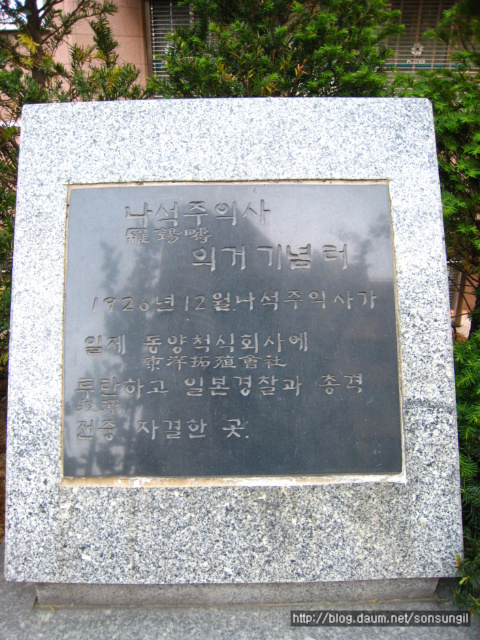 나석주의사
羅錫疇
의거기념터
1926년 12월.나석주의사가
일제 동양척식회사에
東洋拓殖會社
투탄하고 일본경찰과 총격
投彈
전중 자결한 곳.
http://blog.daum.net/sonsungil